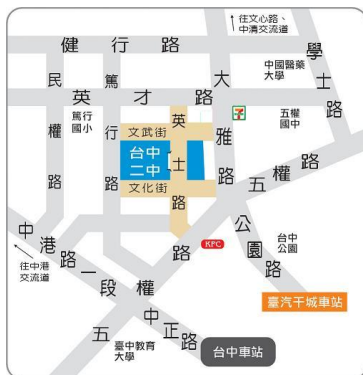 往文心路、
中清交流道
健行路
學士路
中國醫藥
大學
民權路
篤行路
英才路
大雅路
7
ELEVEN
篤行
國小
五權
國中
文武街
英士路
台中
二中
文化街
五權路
公園路
KFC
台中
公園
中港路一段
往中港
交流道
臺汽干城車站
中正路
臺中教育
大學
台中車站